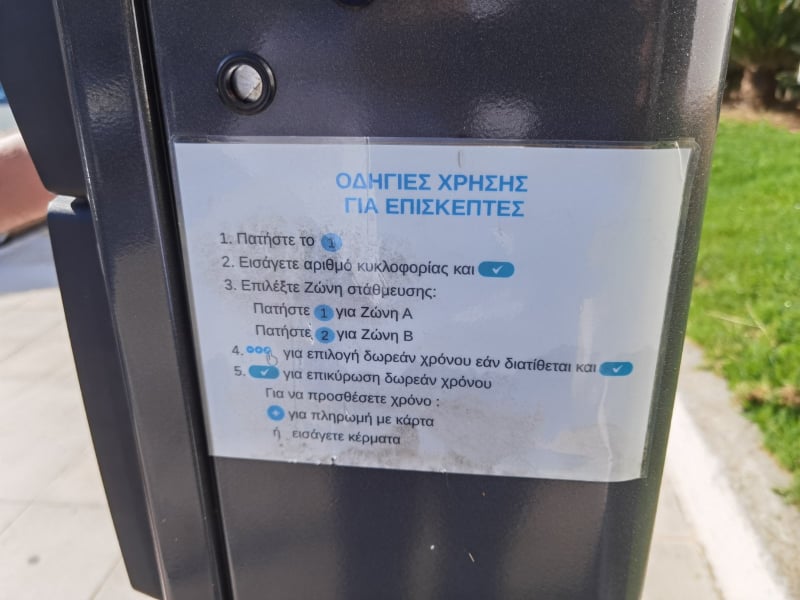 ΟΔΗΓΙΕΣ ΧΡΗΣΗΣ
ΓΙΑ ΕΠΙΣΚΕΠΤΕΣ
1. Πατήστε το 1
2. Εισάγετε αριθμό κυκλοφορίας και ✓
3. Επιλέξτε Ζώνη στάθμευσης:
Πατήστε 1 για Ζώνη Α
Πατήστε 2 για Ζώνη Β
4. για επιλογή δωρεάν χρόνου εάν διατίθεται και ✓
5. ✓ για επικύρωση δωρεάν χρόνου
Για να προσθέσετε χρόνο :
+ για πληρωμή με κάρτα
ή εισάγετε κέρματα